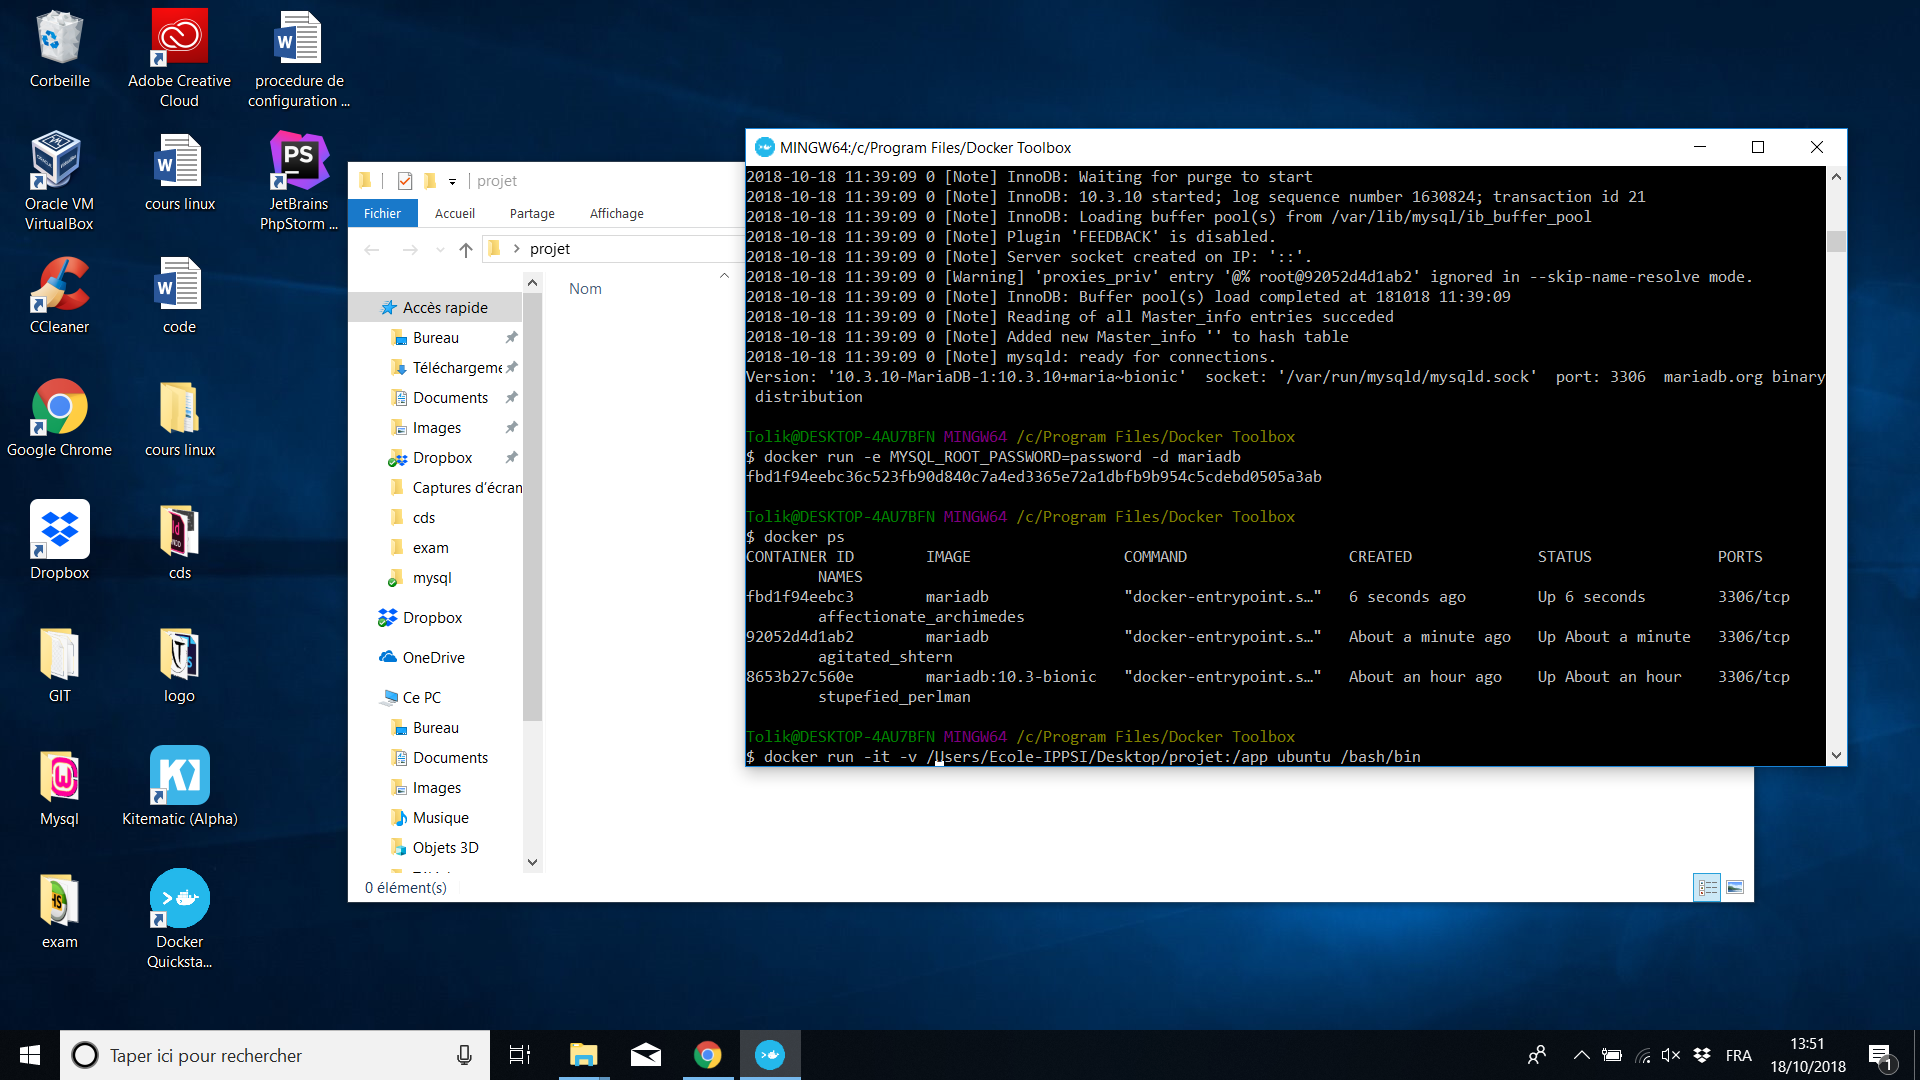 Corbeille
Adobe Creative
Cloud
procedure de
configuration ...
Oracle VM
VirtualBox
cours linux
PS
JetBrains
PhpStorm ...
CCleaner
code
Google Chrome
cours linux
Dropbox
cds
GIT
logo
Mysql
Kitematic (Alpha)
exam
Docker
Quicksta...
projet
Fichier
Accueil
Partage
Affichage
projet
Nom
Accès rapide
Bureau
Téléchargeme
Documents
Images
Dropbox
Captures d'écran
cds
exam
mysql
Dropbox
OneDrive
Ce PC
Bureau
Documents
Images
Musique
Objets 3D
0 élément(s)
MINGW64:/c/Program Files/Docker Toolbox
2018-10-18 11:39:09 0 [Note] InnoDB: Waiting for purge to start
2018-10-18 11:39:09 0 [Note] InnoDB: 10.3.10 started; log sequence number 1630824; transaction id 21
2018-10-18 11:39:09 0 [Note] InnoDB: Loading buffer pool(s) from /var/lib/mysql/ib_buffer_pool
2018-10-18 11:39:09 0 [Note] Plugin 'FEEDBACK' is disabled.
2018-10-18 11:39:09 0 [Note] Server socket created on IP: '::'.
2018-10-18 11:39:09 0 [Warning] 'proxies_priv' entry '@% root@92052d4d1ab2' ignored in --skip-name-resolve mode.
2018-10-18 11:39:09 0 [Note] InnoDB: Buffer pool(s) load completed at 181018 11:39:09
2018-10-18 11:39:09 0 [Note] Reading of all Master_info entries succeded
2018-10-18 11:39:09 0 [Note] Added new Master_info '' to hash table
2018-10-18 11:39:09 0 [Note] mysqld: ready for connections.
Version: '10.3.10-MariaDB-1:10.3.10+maria~bionic'  socket: '/var/run/mysqld/mysqld.sock'  port: 3306  mariadb.org binary
distribution
Tolik@DESKTOP-4AU7BFN MINGW64 /c/Program Files/Docker Toolbox
$ docker run -e MYSQL_ROOT_PASSWORD=password -d mariadb
fbd1f94eebc36c523fb90d840c7a4ed3365e72a1dbfb9b954c5cdebd0505a3ab
Tolik@DESKTOP-4AU7BFN MINGW64 /c/Program Files/Docker Toolbox
$ docker ps
CONTAINER ID IMAGE COMMAND CREATED STATUS PORTS
NAMES
fbd1f94eebc3 mariadb "docker-entrypoint.s…" 6 seconds ago Up 6 seconds 3306/tcp
affectionate_archimedes
92052d4d1ab2 mariadb "docker-entrypoint.s…" About a minute ago Up About a minute 3306/tcp
agitated_shtern
8653b27c560e mariadb:10.3-bionic "docker-entrypoint.s…" About an hour ago Up About an hour 3306/tcp
stupefied_perlman
Tolik@DESKTOP-4AU7BFN MINGW64 /c/Program Files/Docker Toolbox
$ docker run -it -v /Users/Ecole-IPPSI/Desktop/projet:/app ubuntu /bash/bin
Taper ici pour rechercher
FRA
13:51
18/10/2018
1